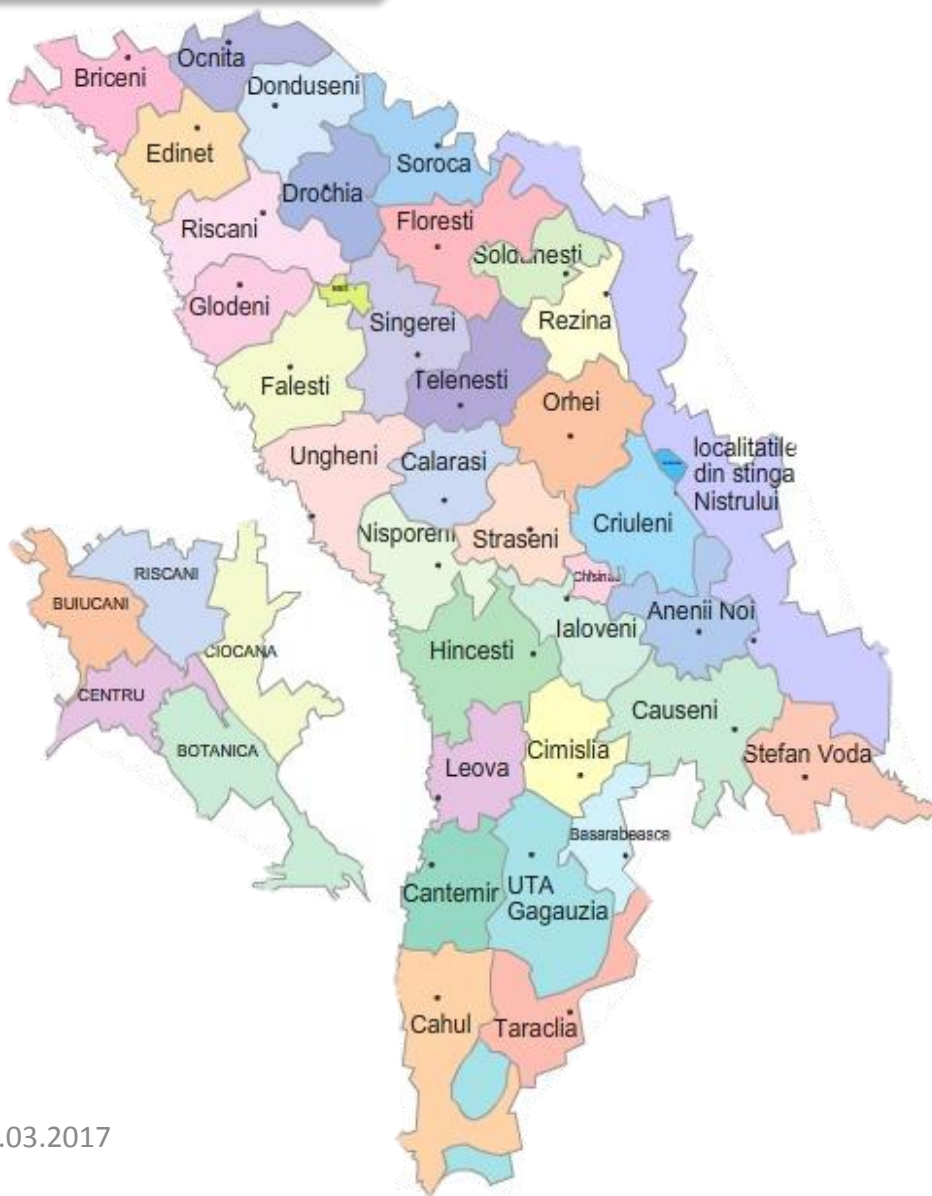 Briceni
Ocnita
Donduseni
Edinet
Soroca
Drochia
Riscani
Floresti
Soldanesti
Glodeni
Singerei
Rezina
Falesti
Telenesti
Orhei
Ungheni
Calarasi
localitatile
din stinga
Nistrului
Nisporeni
Straseni
Criuleni
Chisinau
Anenii Noi
Ialoveni
Hincesti
Causeni
Cimislia
Leova
Stefan Voda
Basarabeasca
Cantemir
UTA
Gagauzia
Cahul
Taraclia
RISCANI
BUIUCANI
CIOCANA
CENTRU
BOTANICA
.03.2017